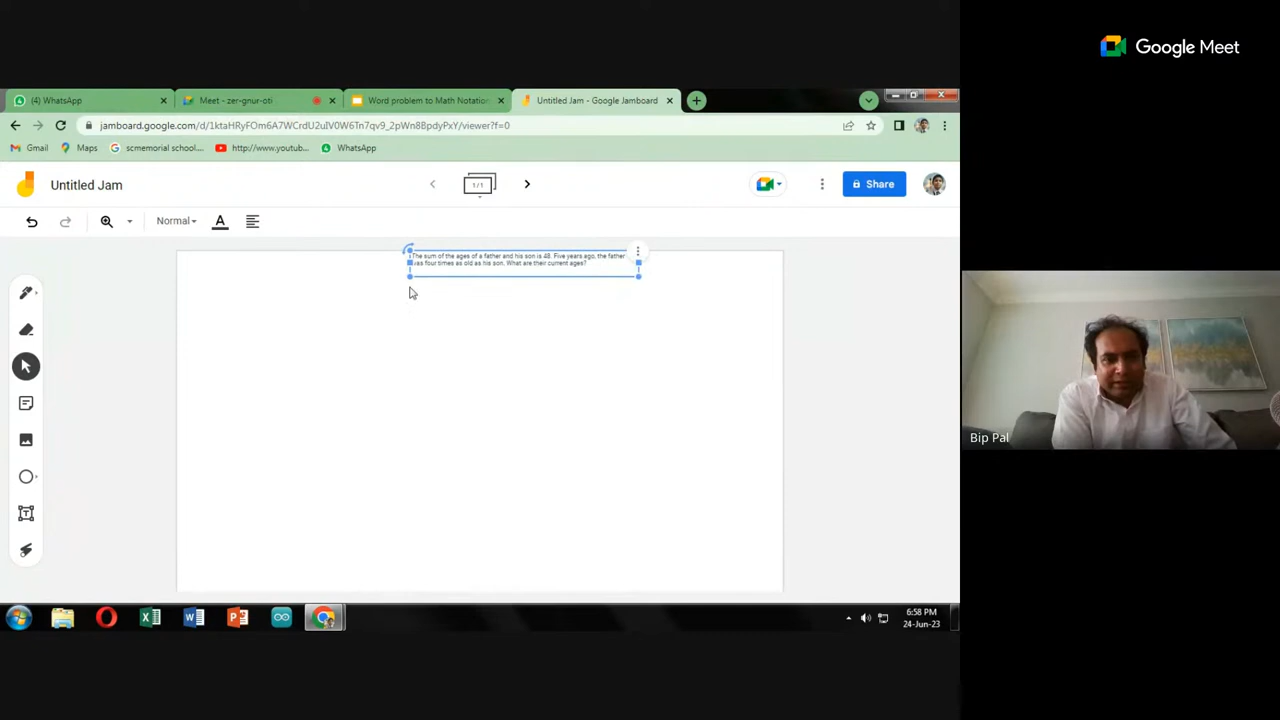 Google Meet
(4) WhatsApp
Meet - zer-gnur-oti
Word problem to Math Notation
Untitled Jam - Google Jamboard
jamboard.google.com/d/1ktaHRyFOm6A7WCrdU2uIV0W6Tn7qv9_2pWn8BpdyPxY/viewer?f=0
Gmail
Maps
scmemorial school....
http://www.youtub...
WhatsApp
Untitled Jam
1/1
Share
Normal
A
The sum of the ages of a father and his son is 48. Five years ago, the father
was four times as old as his son. What are their current ages?
Bip Pal
6:58 PM
24-Jun-23